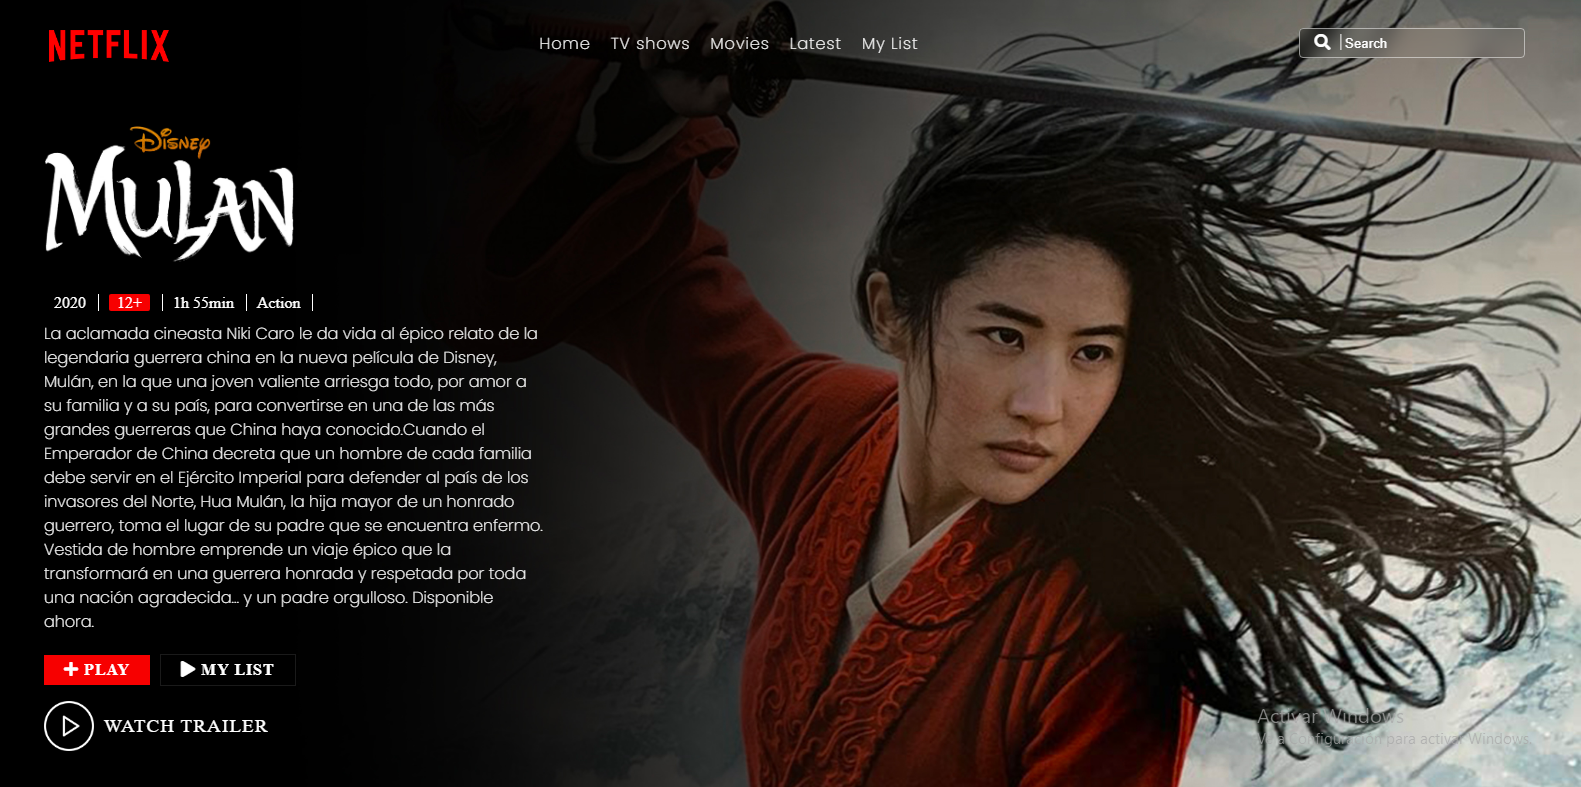 NETFLIX
Home TV shows Movies Latest My List
Search
Disney
MULAN
2020 12+ 1h 55min Action
La aclamada cineasta Niki Caro le da vida al épico relato de la
legendaria guerrera china en la nueva película de Disney,
Mulán, en la que una joven valiente arriesga todo, por amor a
su familia y a su país, para convertirse en una de las más
grandes guerreras que China haya conocido.Cuando el
Emperador de China decreta que un hombre de cada familia
debe servir en el Ejército Imperial para defender al país de los
invasores del Norte, Hua Mulán, la hija mayor de un honrado
guerrero, toma el lugar de su padre que se encuentra enfermo.
Vestida de hombre emprende un viaje épico que la
transformará en una guerrera honrada y respetada por toda
una nación agradecida... y un padre orgulloso. Disponible
ahora.
PLAY MY LIST
WATCH TRAILER
Activar Windows
Ve a Configuración para activar Windows.